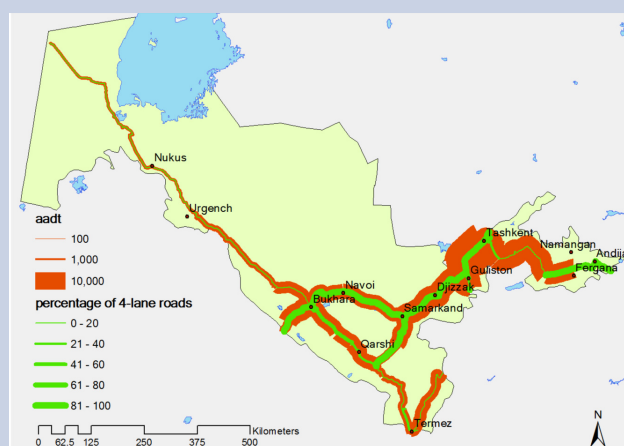 Nukus
Urgench
Tashkent
Namangan
Andija
Guliston
Fergana
Navoi
Djizzak
Bukhara
Samarkand
Qarshi
Termez
aadt
100
1,000
10,000
percentage of 4-lane roads
0 - 20
21 - 40
41 - 60
61 - 80
81 - 100
Kilometers
0 62.5 125 250 375 500
N